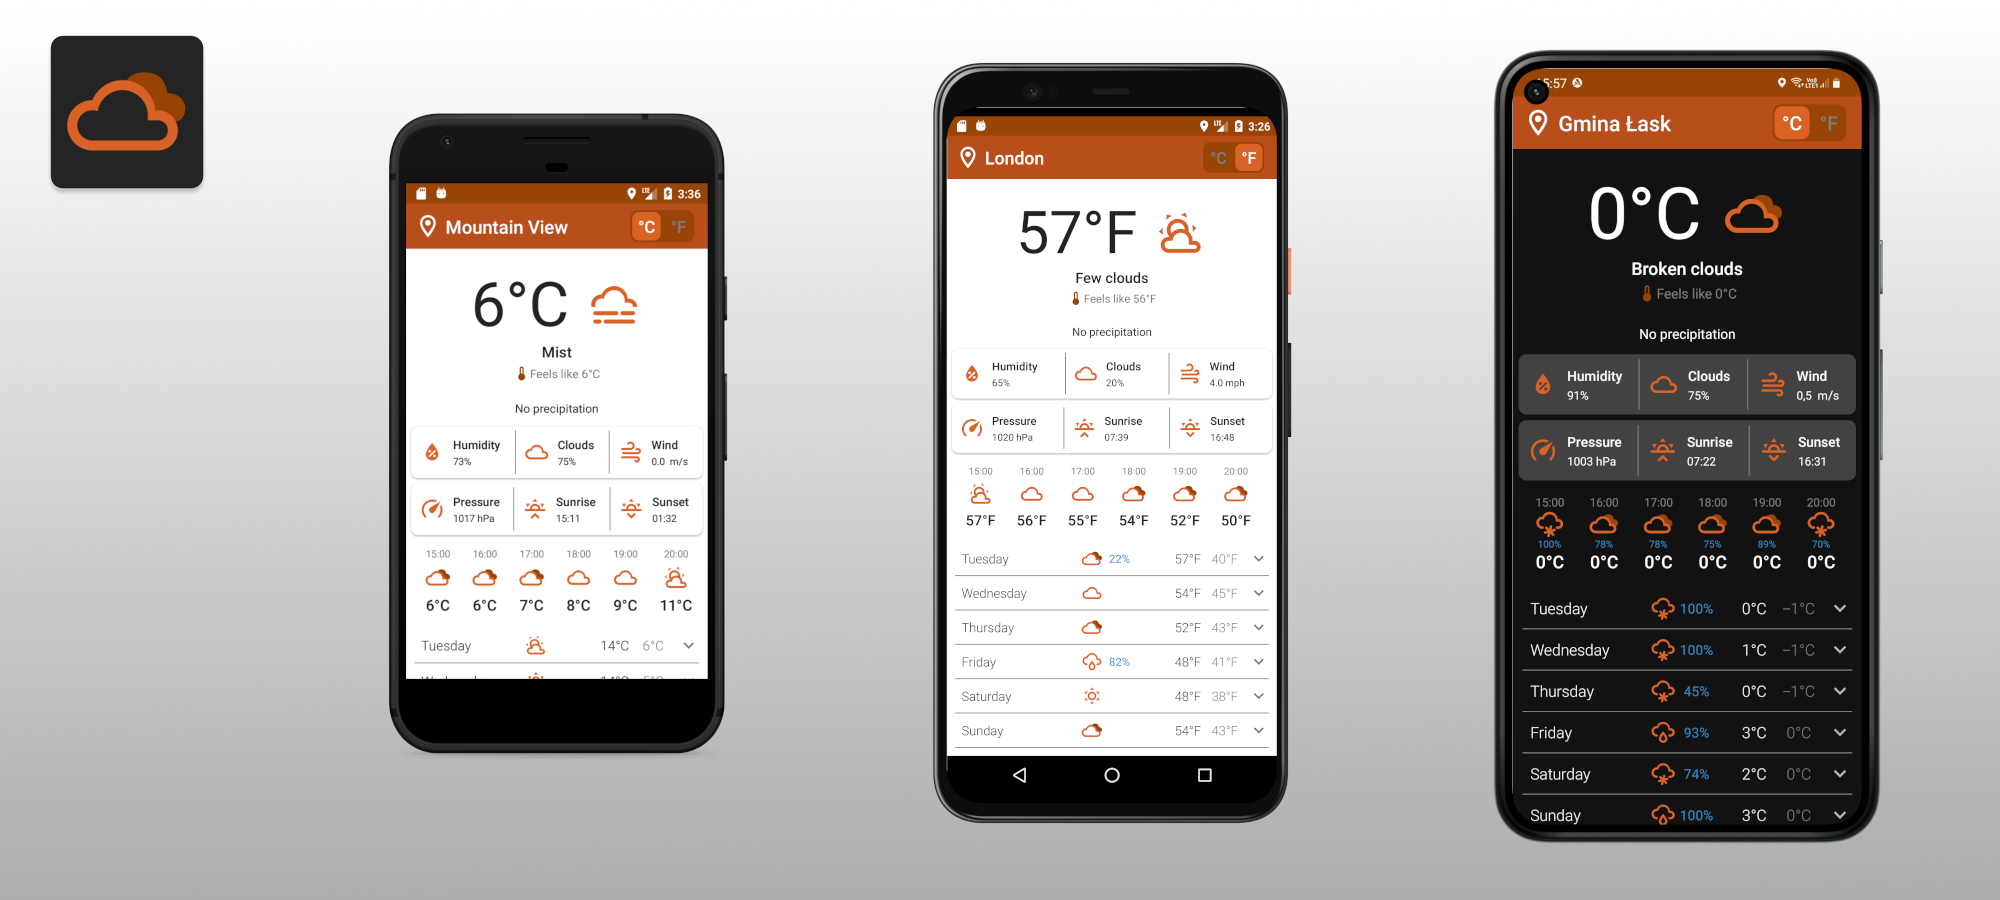 3:36
Mountain View
°C °F
6°C
Mist
Feels like 6°C
No precipitation
Humidity Clouds Wind
73% 75% 0.0 m/s
Pressure Sunrise Sunset
1017 hPa 15:11 01:32
15:00 16:00 17:00 18:00 19:00 20:00
6°C 6°C 7°C 8°C 9°C 11°C
Tuesday 14°C 6°C
LTE 3:26
London
°C °F
57°F
Few clouds
Feels like 56°F
No precipitation
Humidity Clouds Wind
65% 20% 4.0 mph
Pressure Sunrise Sunset
1020 hPa 07:39 16:48
15:00 16:00 17:00 18:00 19:00 20:00
57°F 56°F 55°F 54°F 52°F 50°F
Tuesday 22% 57°F 40°F
Wednesday 54°F 45°F
Thursday 52°F 43°F
Friday 82% 48°F 41°F
Saturday 48°F 38°F
Sunday 54°F 43°F
5:57
Gmina Łask
°C °F
0°C
Broken clouds
Feels like 0°C
No precipitation
Humidity Clouds Wind
91% 75% 0,5 m/s
Pressure Sunrise Sunset
1003 hPa 07:22 16:31
15:00 16:00 17:00 18:00 19:00 20:00
100% 78% 78% 75% 89% 70%
0°C 0°C 0°C 0°C 0°C 0°C
Tuesday 100% 0°C −1°C
Wednesday 100% 1°C −1°C
Thursday 45% 0°C −1°C
Friday 93% 3°C 0°C
Saturday 74% 2°C 0°C
Sunday 100% 3°C 0°C